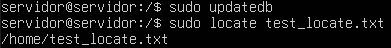 servidor@servidor:/$ sudo updatedb
servidor@servidor:/$ sudo locate test_locate.txt
/home/test_locate.txt